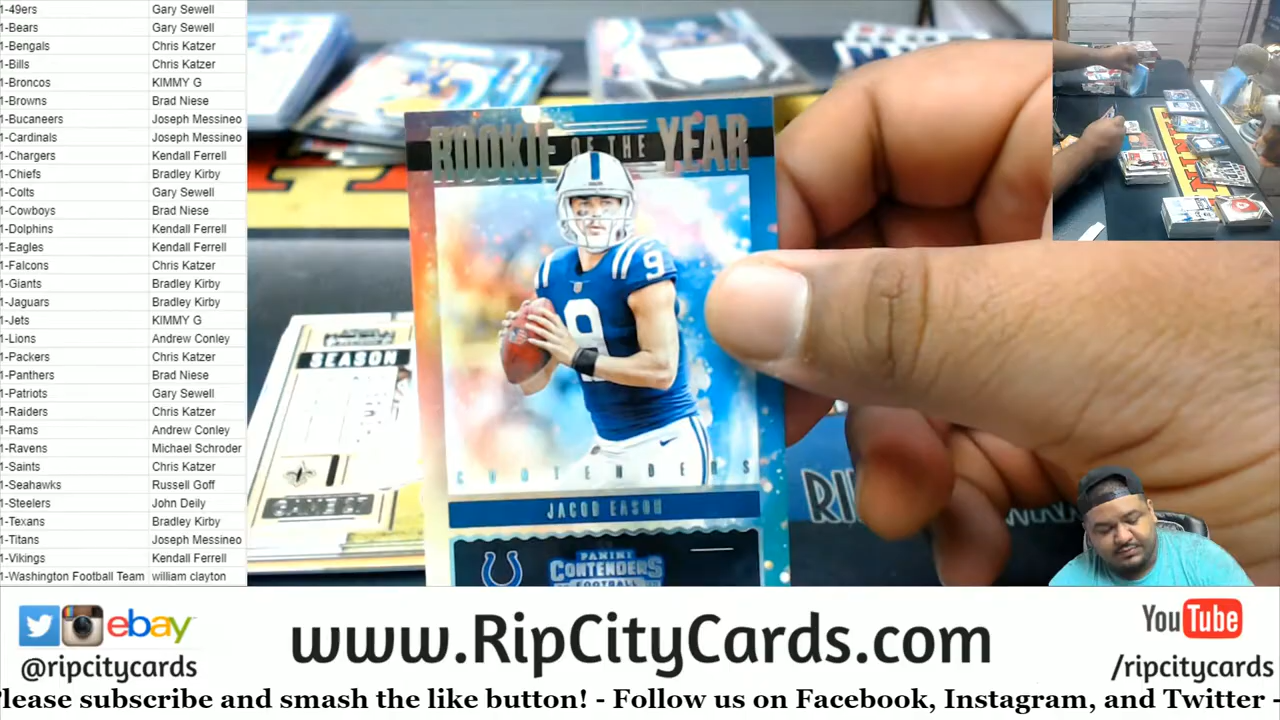 1-49ers Gary Sewell
1-Bears Gary Sewell
1-Bengals Chris Katzer
1-Bills Chris Katzer
1-Broncos KIMMY G
1-Browns Brad Niese
1-Bucaneers Joseph Messineo
1-Cardinals Joseph Messineo
1-Chargers Kendall Ferrell
1-Chiefs Bradley Kirby
1-Colts Gary Sewell
1-Cowboys Brad Niese
1-Dolphins Kendall Ferrell
1-Eagles Kendall Ferrell
1-Falcons Chris Katzer
1-Giants Bradley Kirby
1-Jaguars Bradley Kirby
1-Jets KIMMY G
1-Lions Andrew Conley
1-Packers Chris Katzer
1-Panthers Brad Niese
1-Patriots Gary Sewell
1-Raiders Chris Katzer
1-Rams Andrew Conley
1-Ravens Michael Schroder
1-Saints Chris Katzer
1-Seahawks Russell Goff
1-Steelers John Deily
1-Texans Bradley Kirby
1-Titans Joseph Messineo
1-Vikings Kendall Ferrell
1-Washington Football Team william clayton
ROOKIE OF THE YEAR
9
9
CONTENDERS
JACOB EASON
PANINI
CONTENDERS
FOOTBALL
SEASON
RIP
ebay
@ripcitycards
www.RipCityCards.com
YouTube
/ripcitycards
Please subscribe and smash the like button! - Follow us on Facebook, Instagram, and Twitter -